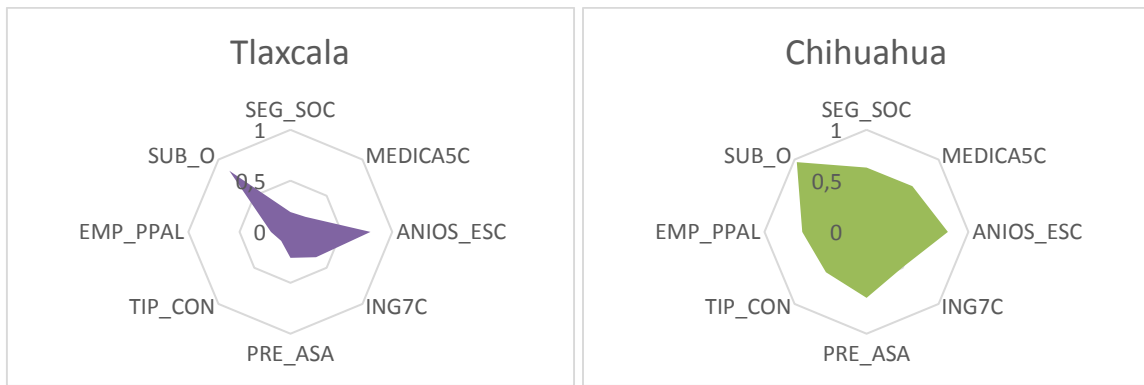 Tlaxcala
SEG_SOC
1
SUB_O
MEDICA5C
0,5
EMP_PPAL
0
ANIOS_ESC
TIP_CON
ING7C
PRE_ASA
Chihuahua
SEG_SOC
1
SUB_O
MEDICA5C
0,5
EMP_PPAL
0
ANIOS_ESC
TIP_CON
ING7C
PRE_ASA